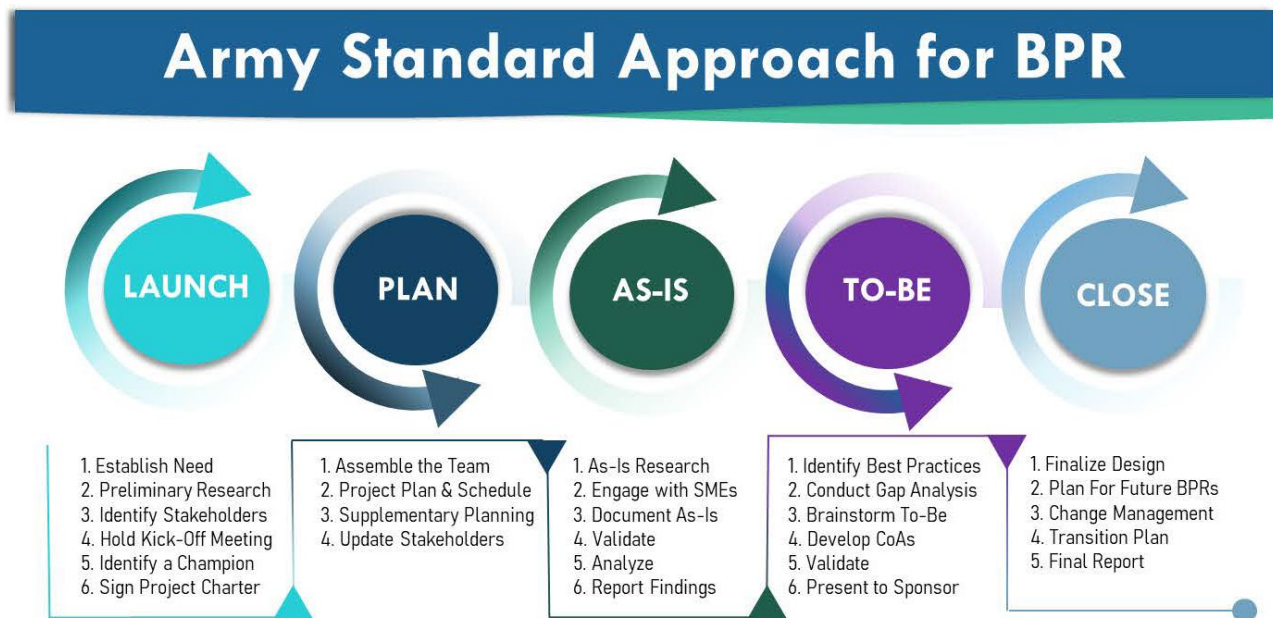 Army Standard Approach for BPR
LAUNCH
1. Establish Need
2. Preliminary Research
3. Identify Stakeholders
4. Hold Kick-Off Meeting
5. Identify a Champion
6. Sign Project Charter
PLAN
1. Assemble the Team
2. Project Plan & Schedule
3. Supplementary Planning
4. Update Stakeholders
AS-IS
1. As-Is Research
2. Engage with SMEs
3. Document As-Is
4. Validate
5. Analyze
6. Report Findings
TO-BE
1. Identify Best Practices
2. Conduct Gap Analysis
3. Brainstorm To-Be
4. Develop CoAs
5. Validate
6. Present to Sponsor
CLOSE
1. Finalize Design
2. Plan For Future BPRs
3. Change Management
4. Transition Plan
5. Final Report